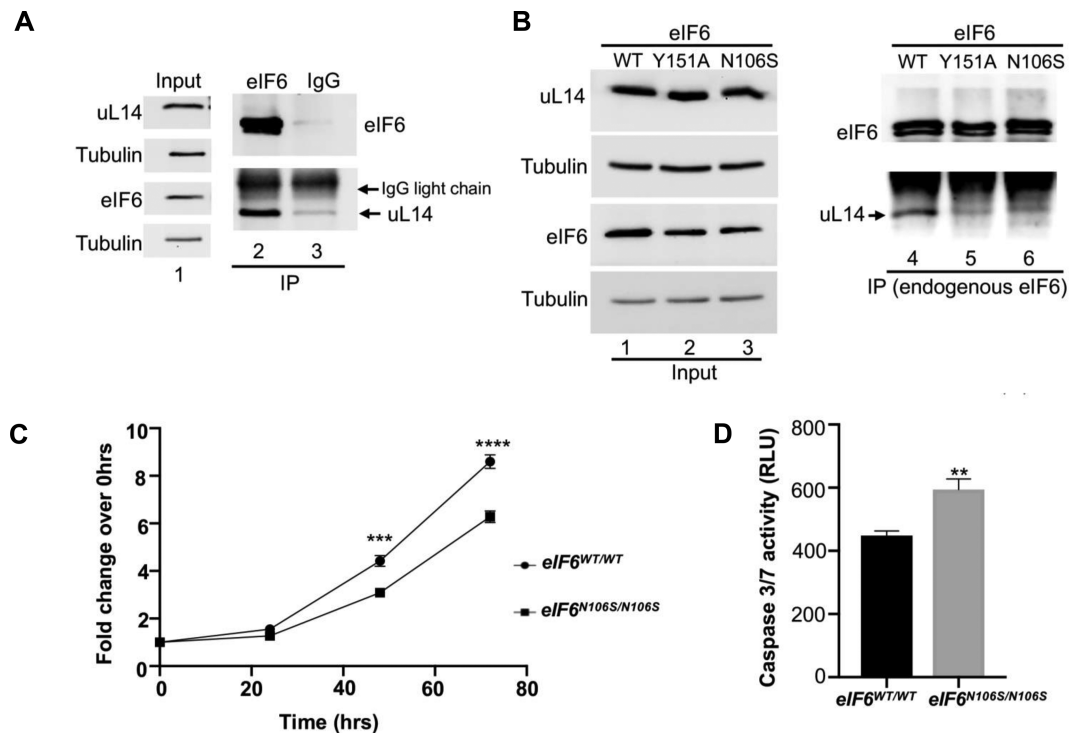 A
Input
eIF6 IgG
uL14
eIF6
Tubulin
eIF6
IgG light chain
uL14
Tubulin
1
2 3
IP
B
eIF6
WT Y151A N106S
uL14
Tubulin
eIF6
Tubulin
1 2 3
Input
eIF6
WT Y151A N106S
eIF6
uL14
4 5 6
IP (endogenous eIF6)
C
Fold change over 0hrs
10
8
6
4
2
0
0 20 40 60 80
Time (hrs)
***
****
eIF6WT/WT
eIF6N106S/N106S
D
Caspase 3/7 activity (RLU)
800
600
400
200
0
**
eIF6WT/WT eIF6N106S/N106S